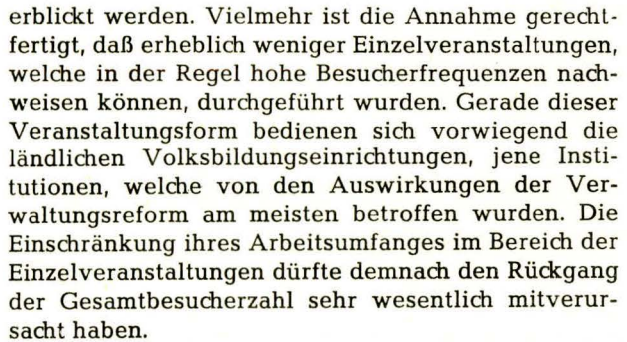 erblickt werden. Vielmehr ist die Annahme gerecht-
fertigt, daß erheblich weniger Einzelveranstaltungen,
welche in der Regel hohe Besucherfrequenzen nach-
weisen können, durchgeführt wurden. Gerade dieser
Veranstaltungsform bedienen sich vorwiegend die
ländlichen Volksbildungseinrichtungen, jene Insti-
tutionen, welche von den Auswirkungen der Ver-
waltungsreform am meisten betroffen wurden. Die
Einschränkung ihres Arbeitsumfanges im Bereich der
Einzelveranstaltungen dürfte demnach den Rückgang
der Gesamtbesucherzahl sehr wesentlich mitverur-
sacht haben.